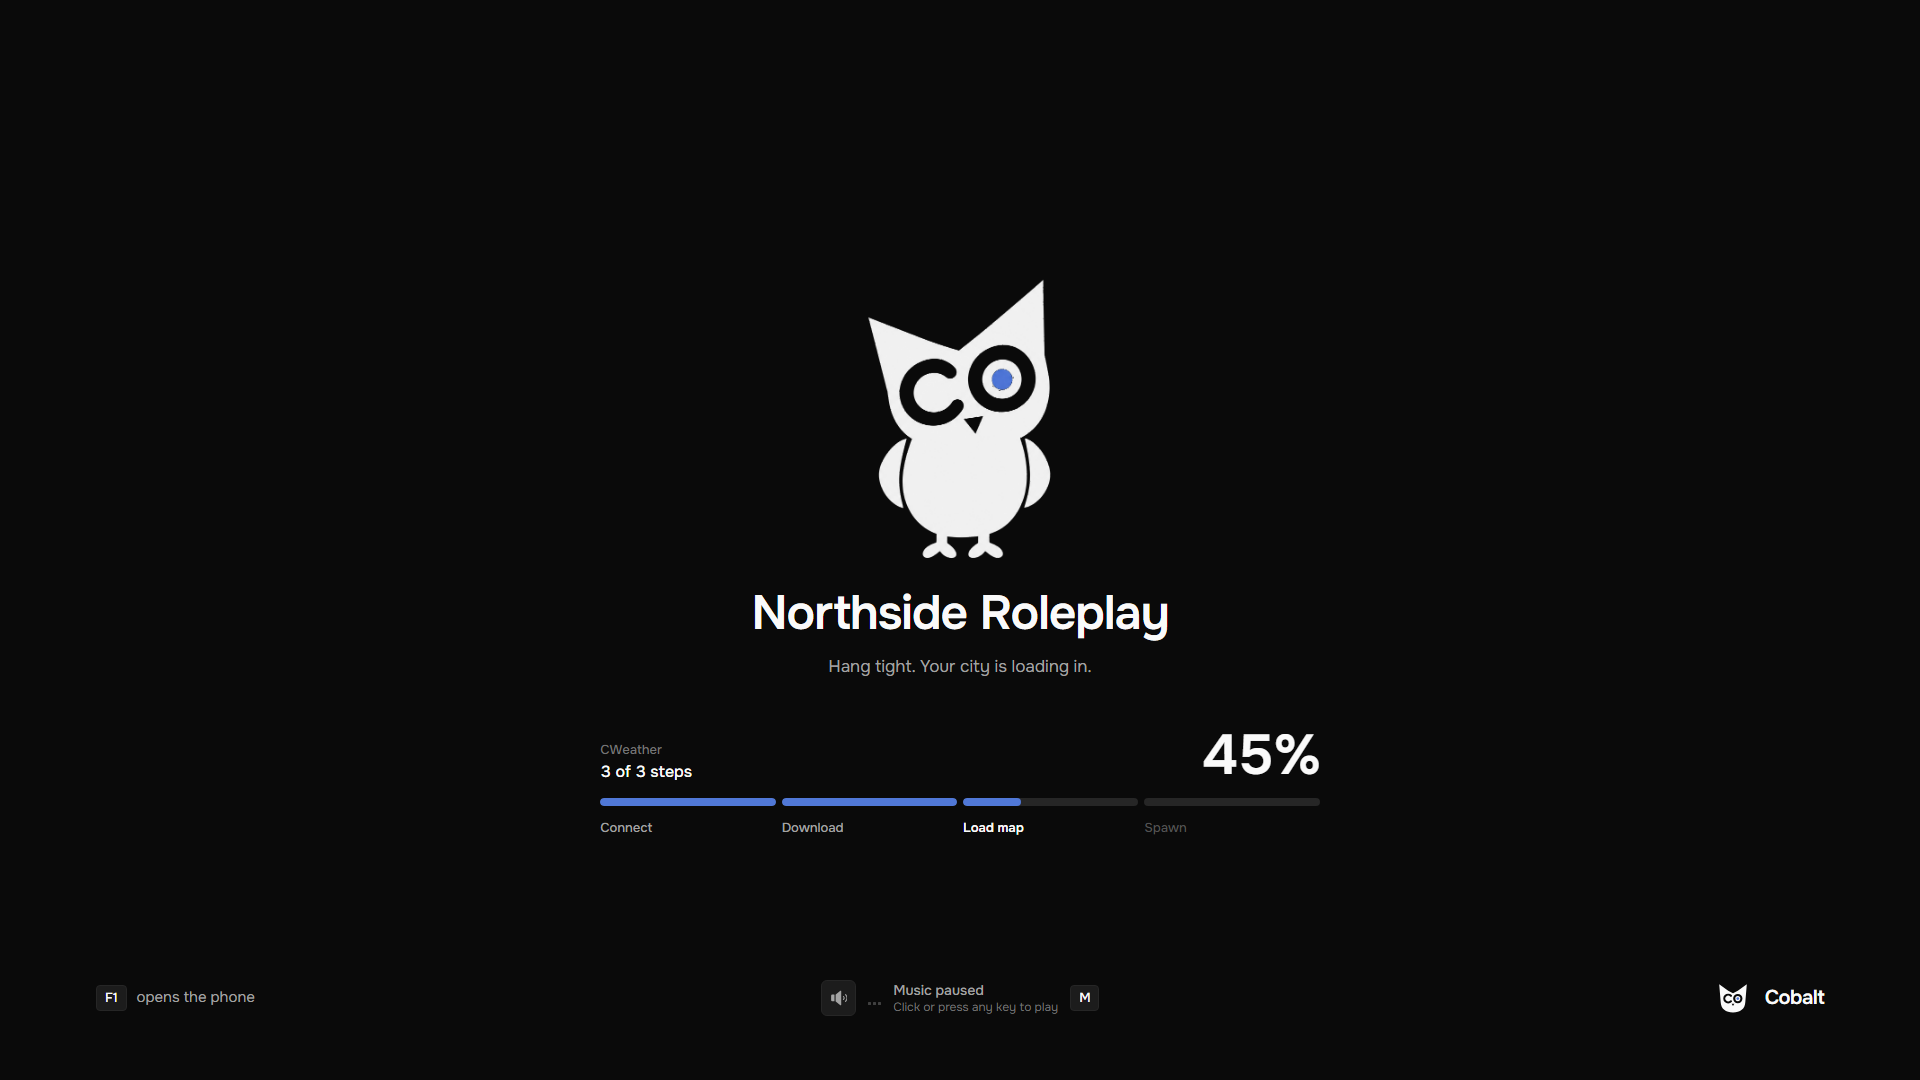 CO
Northside Roleplay
Hang tight. Your city is loading in.
CWeather
3 of 3 steps
45%
Connect
Download
Load map
Spawn
F1 opens the phone
Music paused
Click or press any key to play
M
CO
Cobalt